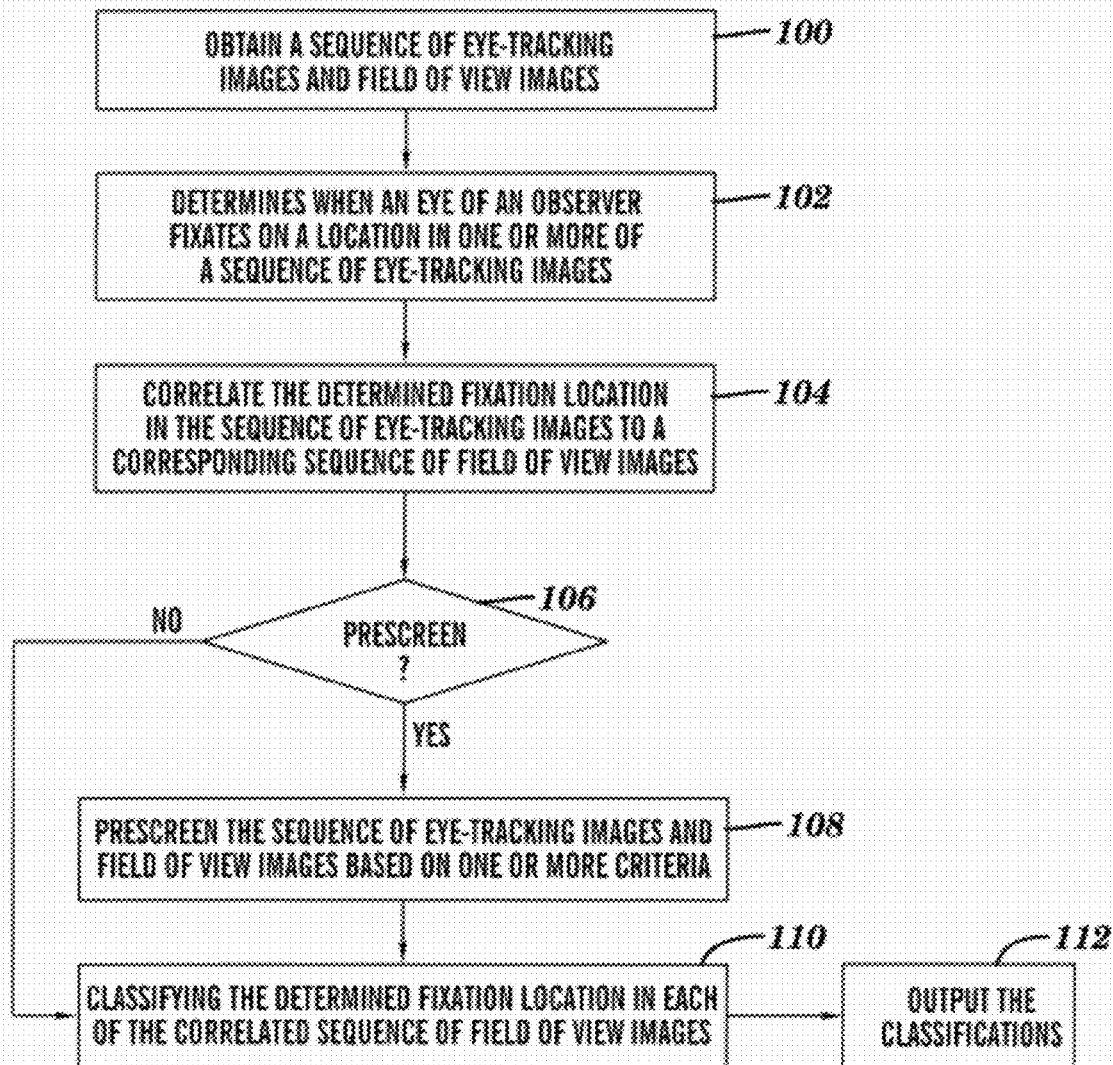 OBTAIN A SEQUENCE OF EYE-TRACKING
IMAGES AND FIELD OF VIEW IMAGES
100
DETERMINES WHEN AN EYE OF AN OBSERVER
FIXATES ON A LOCATION IN ONE OR MORE OF
A SEQUENCE OF EYE-TRACKING IMAGES
102
CORRELATE THE DETERMINED FIXATION LOCATION
IN THE SEQUENCE OF EYE-TRACKING IMAGES TO A
CORRESPONDING SEQUENCE OF FIELD OF VIEW IMAGES
104
106
NO
PRESCREEN
?
YES
PRESCREEN THE SEQUENCE OF EYE-TRACKING IMAGES AND
FIELD OF VIEW IMAGES BASED ON ONE OR MORE CRITERIA
108
110
CLASSIFYING THE DETERMINED FIXATION LOCATION IN EACH
OF THE CORRELATED SEQUENCE OF FIELD OF VIEW IMAGES
112
OUTPUT THE
CLASSIFICATIONS